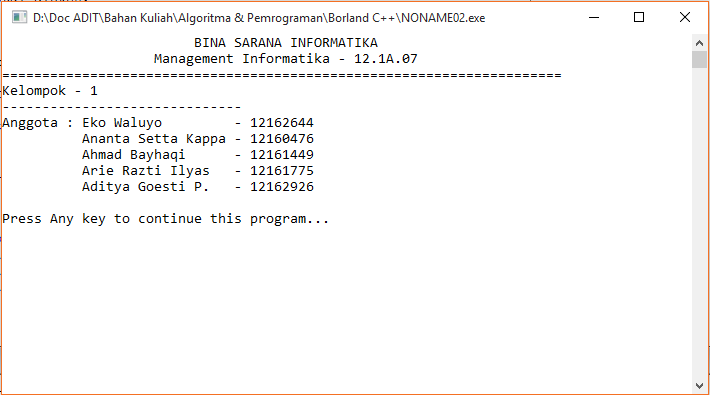 D:\Doc ADIT\Bahan Kuliah\Algoritma & Pemrograman\Borland C++\NONAME02.exe
BINA SARANA INFORMATIKA
Management Informatika - 12.1A.07
======================================================================
Kelompok - 1
------------------------------
Anggota : Eko Waluyo - 12162644
Ananta Setta Kappa - 12160476
Ahmad Bayhaqi - 12161449
Arie Razti Ilyas - 12161775
Aditya Goesti P. - 12162926
Press Any key to continue this program...